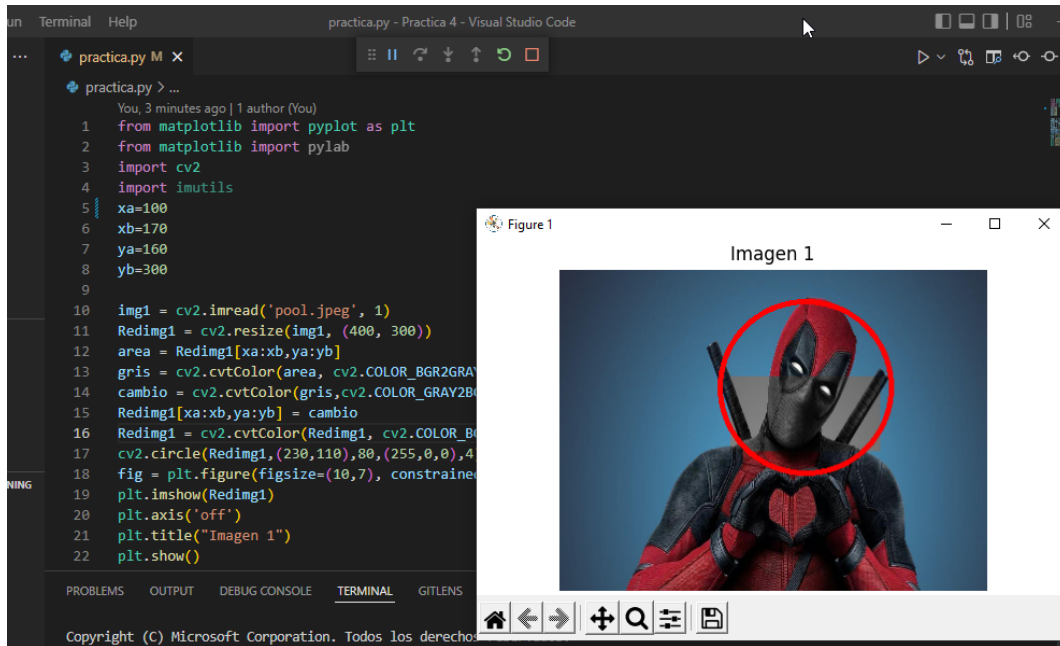 un Terminal Help practica.py - Practica 4 - Visual Studio Code
practica.py M
practica.py > ...
You, 3 minutes ago | 1 author (You)
1 from matplotlib import pyplot as plt
2 from matplotlib import pylab
3 import cv2
4 import imutils
5 xa=100
6 xb=170
7 ya=160
8 yb=300
9
10 img1 = cv2.imread('pool.jpeg', 1)
11 Redimg1 = cv2.resize(img1, (400, 300))
12 area = Redimg1[xa:xb,ya:yb]
13 gris = cv2.cvtColor(area, cv2.COLOR_BGR2GRA
14 cambio = cv2.cvtColor(gris,cv2.COLOR_GRAY2B
15 Redimg1[xa:xb,ya:yb] = cambio
16 Redimg1 = cv2.cvtColor(Redimg1, cv2.COLOR_B
17 cv2.circle(Redimg1,(230,110),80,(255,0,0),4
18 fig = plt.figure(figsize=(10,7), constraine
19 plt.imshow(Redimg1)
20 plt.axis('off')
21 plt.title("Imagen 1")
22 plt.show()
Figure 1
Imagen 1
NING
PROBLEMS OUTPUT DEBUG CONSOLE TERMINAL GITLENS
Copyright (C) Microsoft Corporation. Todos los derechos